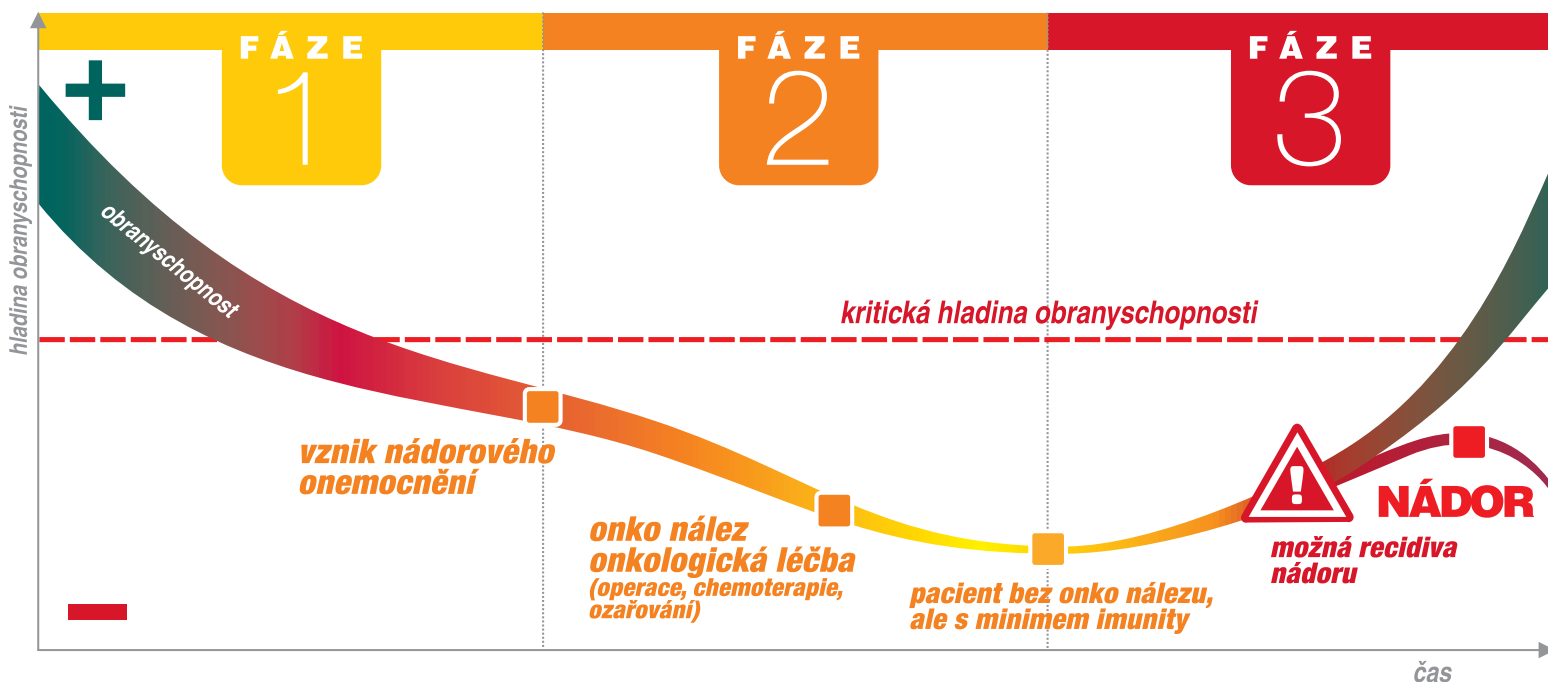 FÁZE
1
FÁZE
2
FÁZE
3
+
hladina obranyschopnosti
obranyschopnost
kritická hladina obranyschopnosti
vznik nádorového
onemocnění
onko nález
onkologická léčba
(operace, chemoterapie,
ozařování)
pacient bez onko nálezu,
ale s minimem imunity
!
NÁDOR
možná recidiva
nádoru
–
čas